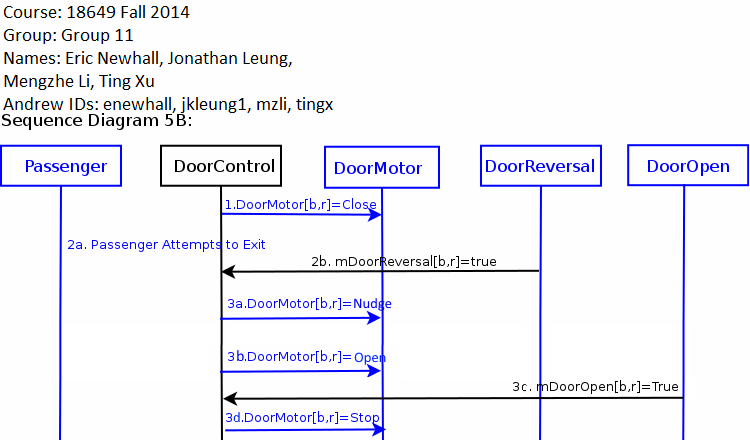 Course: 18649 Fall 2014
Group: Group 11
Names: Eric Newhall, Jonathan Leung,
Mengzhe Li, Ting Xu
Andrew IDs: enewhall, jkleung1, mzli, tingx
Sequence Diagram 5B:
Passenger DoorControl DoorMotor DoorReversal DoorOpen
1.DoorMotor[b,r]=Close
2a. Passenger Attempts to Exit
2b. mDoorReversal[b,r]=true
3a.DoorMotor[b,r]=Nudge
3b.DoorMotor[b,r]=Open
3c. mDoorOpen[b,r]=True
3d.DoorMotor[b,r]=Stop